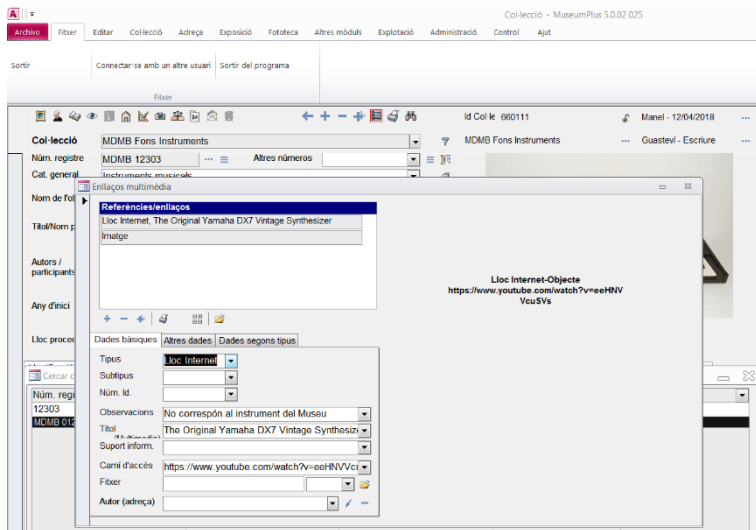 Col·lecció - MuseumPlus 5.0.02 025
Archivo Fitxer Editar Col·lecció Adreça Exposició Fototeca Altres mòduls Explotació Administració Control Ajut
Sortir Connectar-se amb un altre usuari Sortir del programa
Fitxer
Id Col·le 660111 Manel - 12/04/2018 ...
Col·lecció MDMB Fons Instruments MDMB Fons Instruments ... Guasteví - Escriure ...
Núm. registre MDMB 12303 ... Altres números
Cat. general Instruments musicals
Enllaços multimèdia
Nom de l'ob
Referències/enllaços
Lloc Internet, The Original Yamaha DX7 Vintage Synthesizer
Imatge
Títol/Nom p
Autors /
participants
Any d'inici
Lloc proced
Lloc Internet-Objecte
https://www.youtube.com/watch?v=eeHNV
VcuSVs
Dades bàsiques Altres dades Dades segons tipus
Tipus Lloc Internet
Subtipus
Núm. Id.
Observacions No correspón al instrument del Museu
Títol The Original Yamaha DX7 Vintage Synthesiz
Suport inform.
Camí d'accés https://www.youtube.com/watch?v=eeHNVVc
Fitxer
Autor (adreça)
Cercar c
Núm. regi
12303
MDMB 012